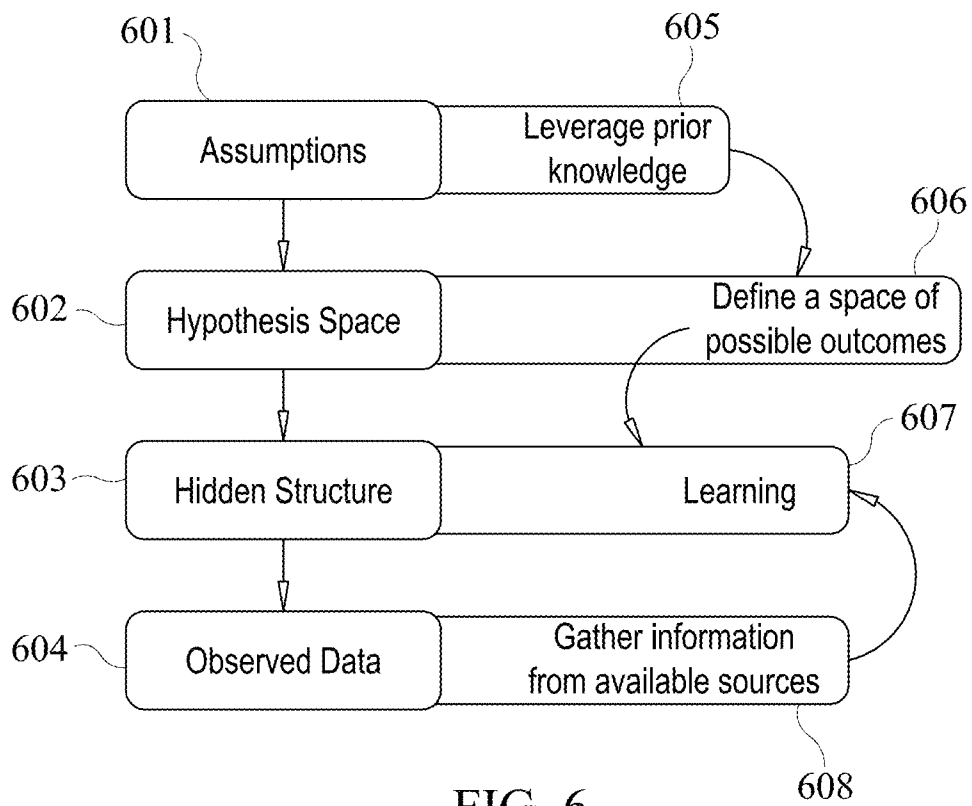 601
605
Assumptions
Leverage prior
knowledge
606
602
Hypothesis Space
Define a space of
possible outcomes
607
603
Hidden Structure
Learning
604
Observed Data
Gather information
from available sources
608
FIG. 6